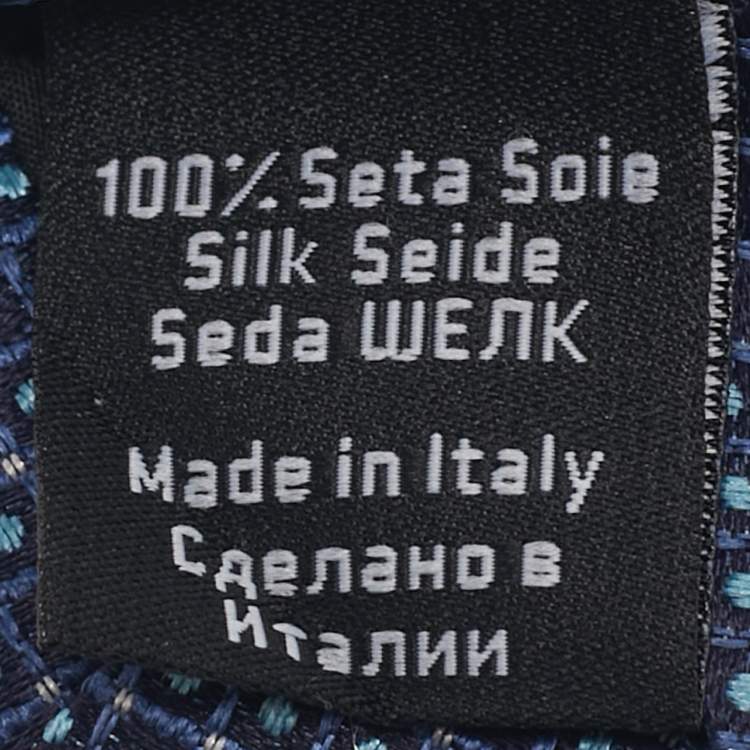 100% Seta Soie
Silk Seide
Seda ШЕЛК
Made in Italy
Сделано в
Италии